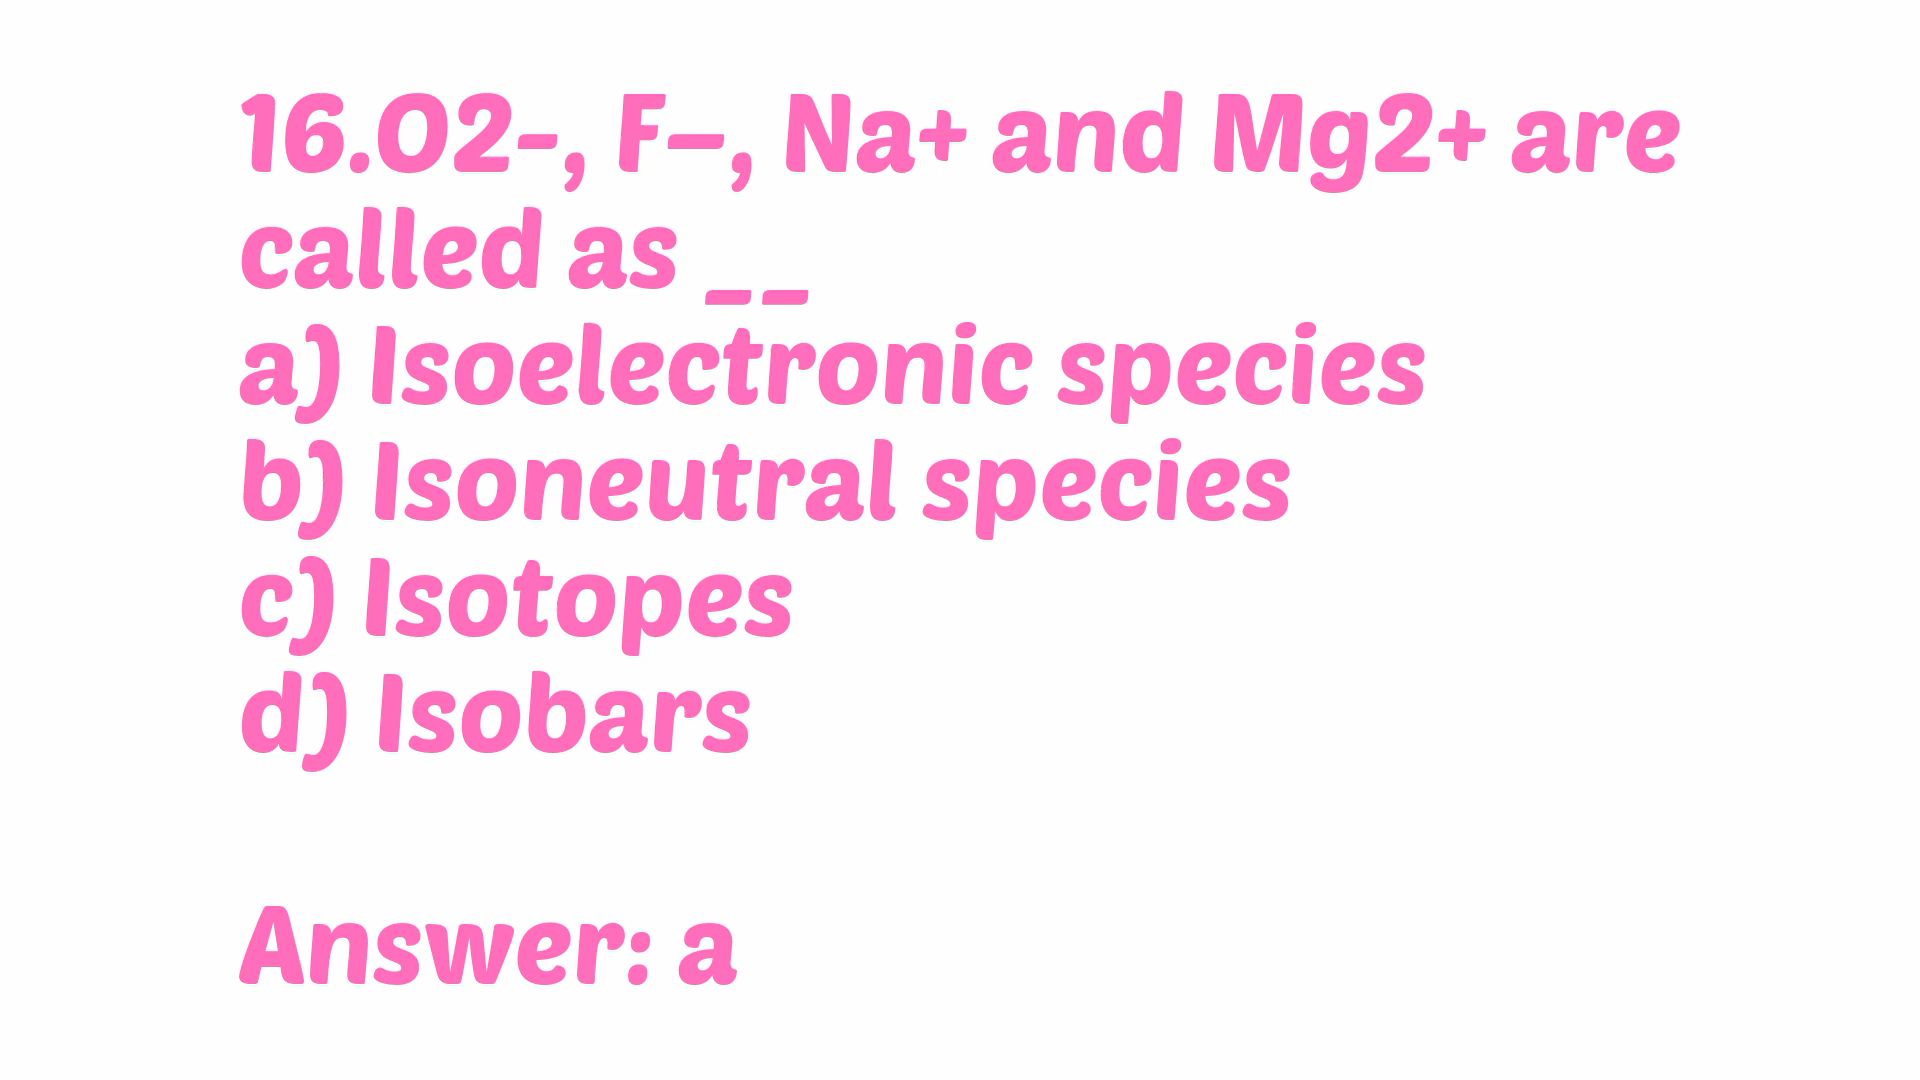 16.O2-, F–, Na+ and Mg2+ are
called as __
a) Isoelectronic species
b) Isoneutral species
c) Isotopes
d) Isobars
Answer: a